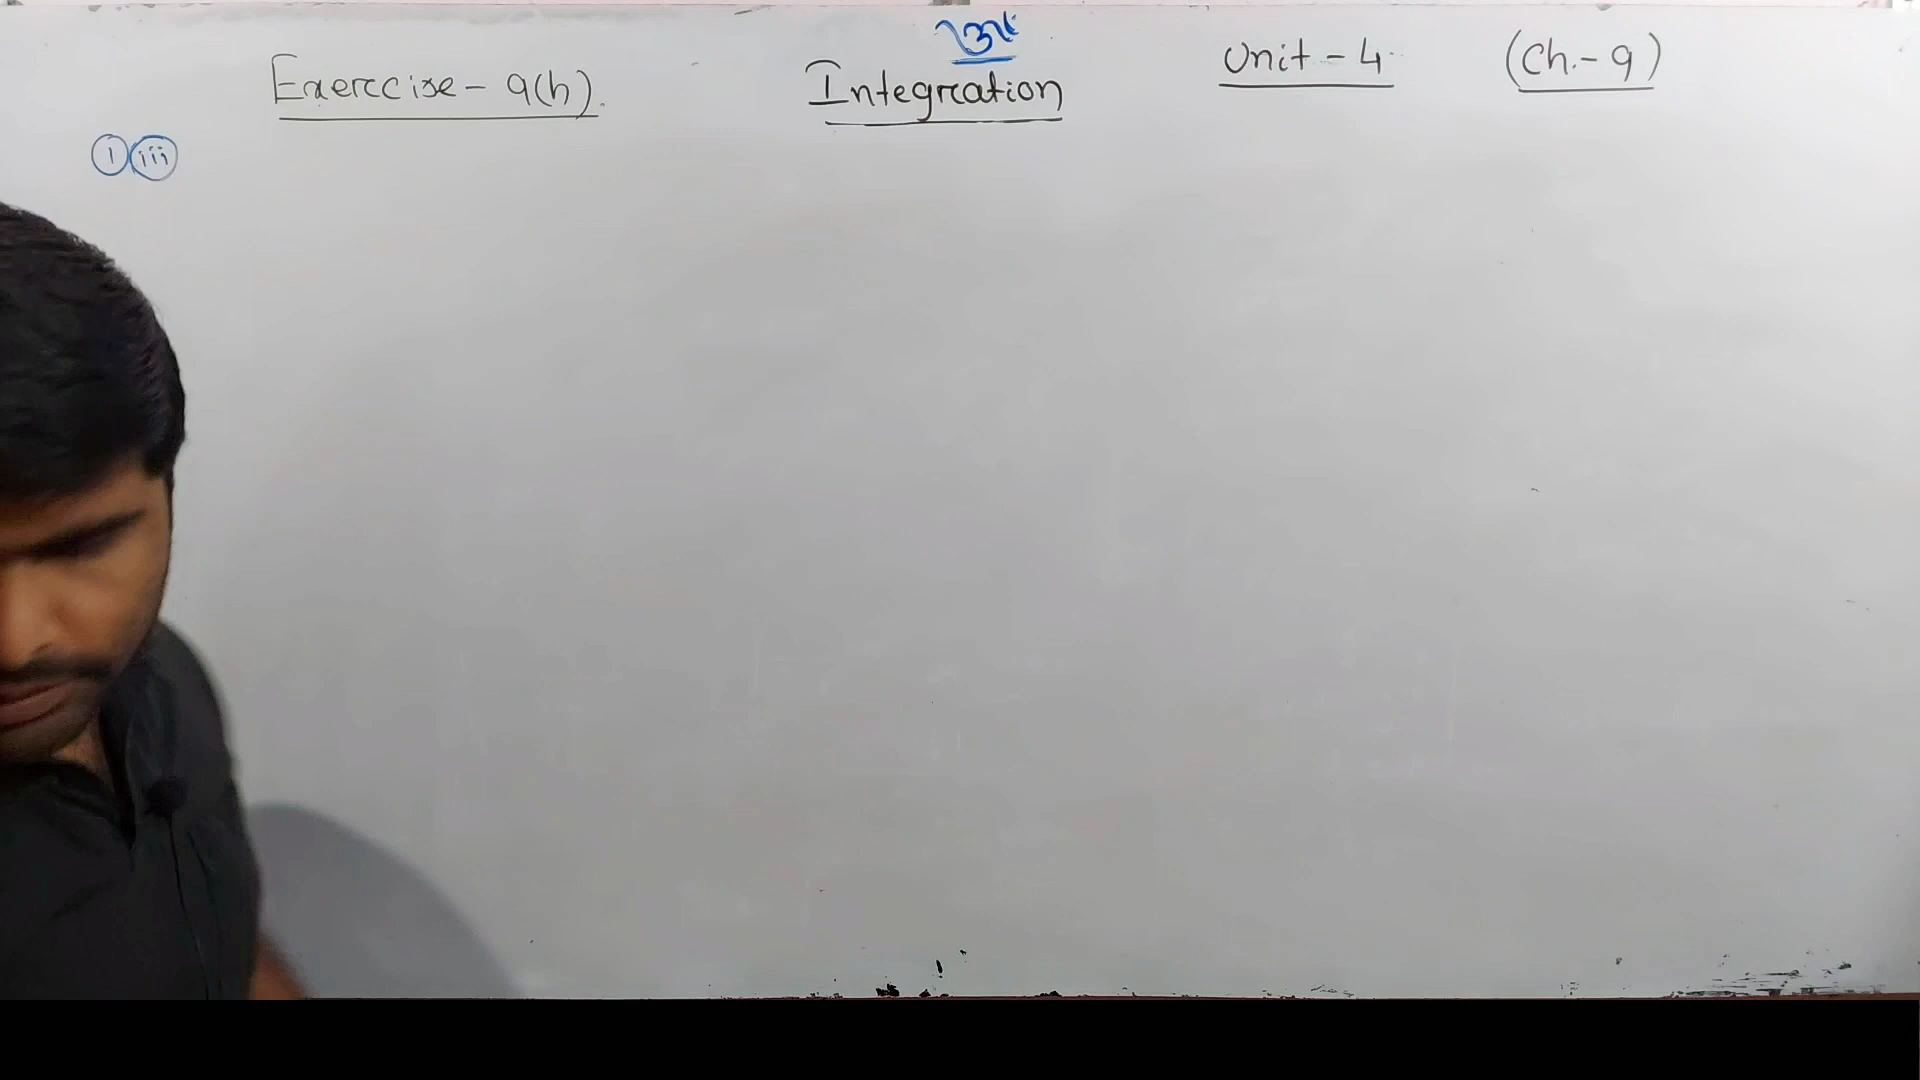 Exercise - 9(h).
Integration
Unit - 4
(Ch. - 9)
1 iii